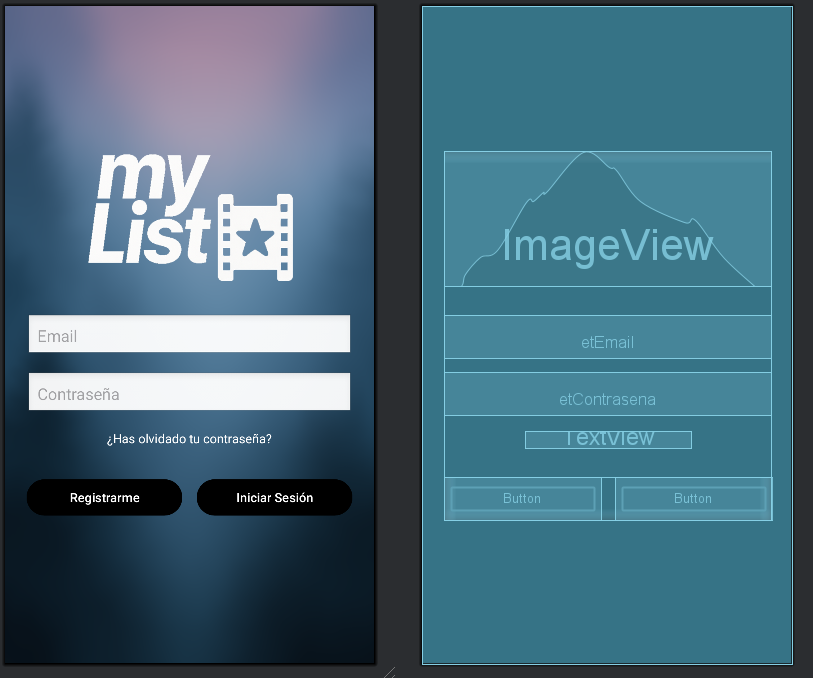 my
List
Email
Contraseña
¿Has olvidado tu contraseña?
Registrarme
Iniciar Sesión
ImageView
etEmail
etContrasena
TextView
Button
Button